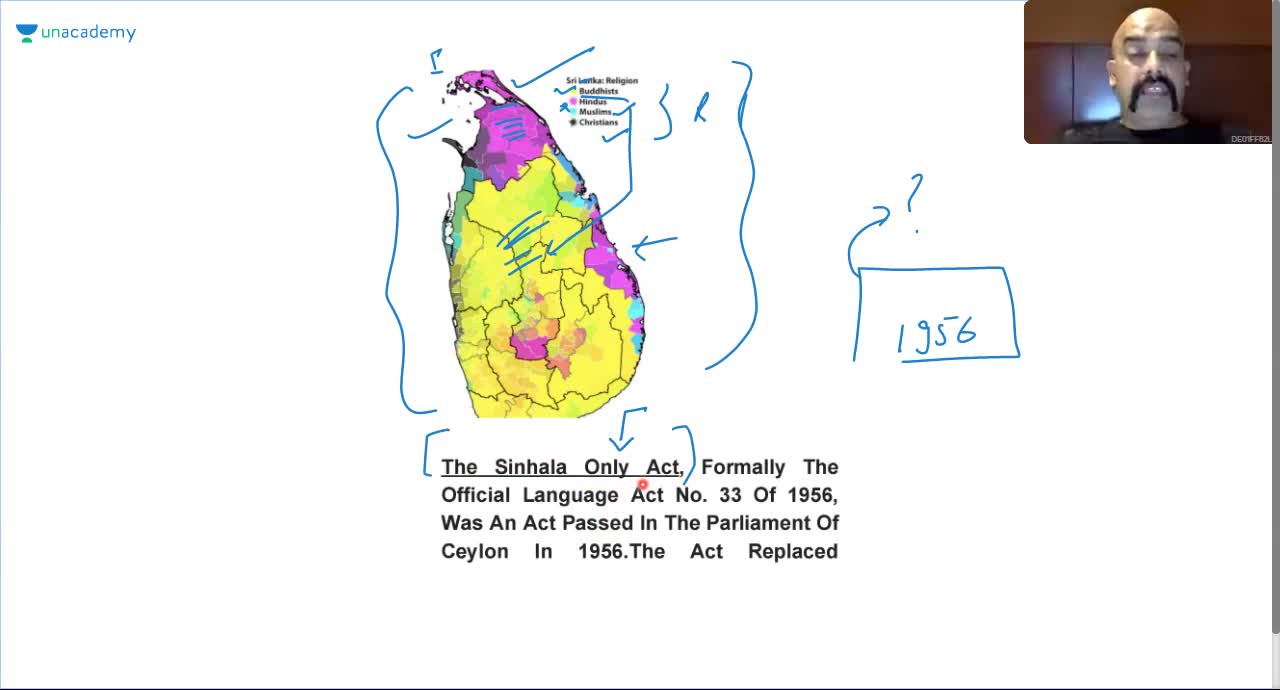 unacademy
I
Sri Lanka: Religion
Buddhists
Hindus
Muslims
Christians
R
?
1956
The Sinhala Only Act, Formally The
Official Language Act No. 33 Of 1956,
Was An Act Passed In The Parliament Of
Ceylon In 1956.The Act Replaced